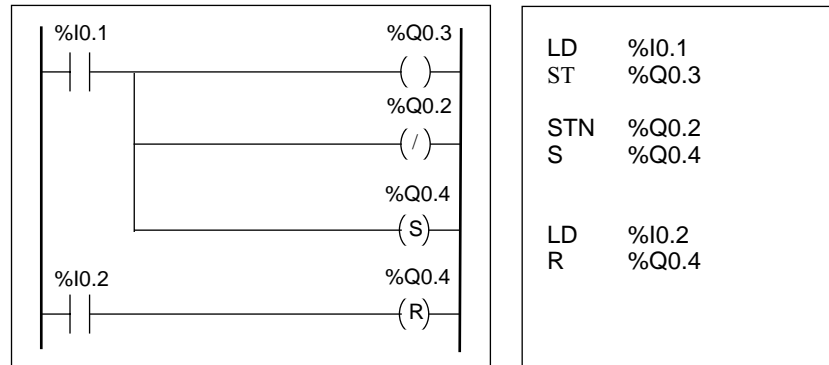 %I0.1 %Q0.3
( )
%Q0.2
(/)
%Q0.4
(S)
%I0.2 %Q0.4
(R)
LD %I0.1
ST %Q0.3
STN %Q0.2
S %Q0.4
LD %I0.2
R %Q0.4